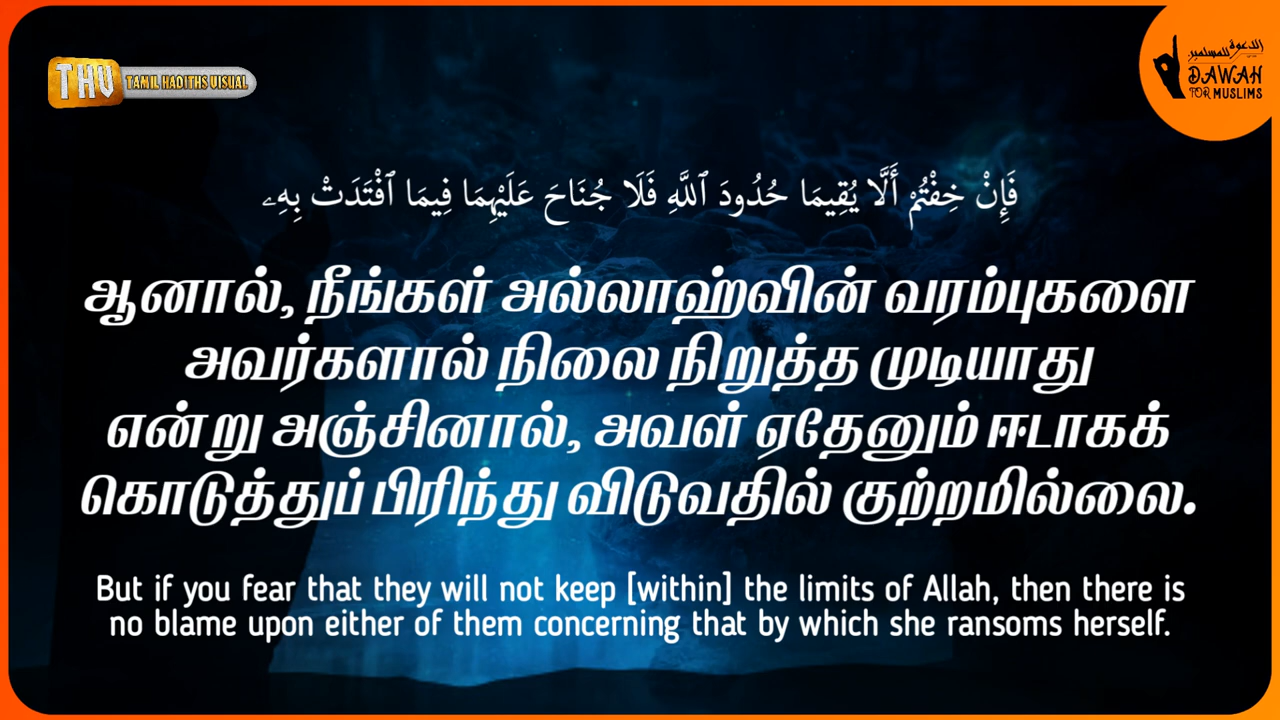 THV TAMIL HADITHS VISUAL
الدعوة للمسلمين
DAWAH
FOR MUSLIMS
فَإِنْ خِفْتُمْ أَلَّا يُقِيمَا حُدُودَ ٱللَّهِ فَلَا جُنَاحَ عَلَيْهِمَا فِيمَا ٱفْتَدَتْ بِهِۦ
ஆனால், நீங்கள் அல்லாஹ்வின் வரம்புகளை
அவர்களால் நிலை நிறுத்த முடியாது
என்று அஞ்சினால், அவள் ஏதேனும் ஈடாகக்
கொடுத்துப் பிரிந்து விடுவதில் குற்றமில்லை.
But if you fear that they will not keep [within] the limits of Allah, then there is
no blame upon either of them concerning that by which she ransoms herself.